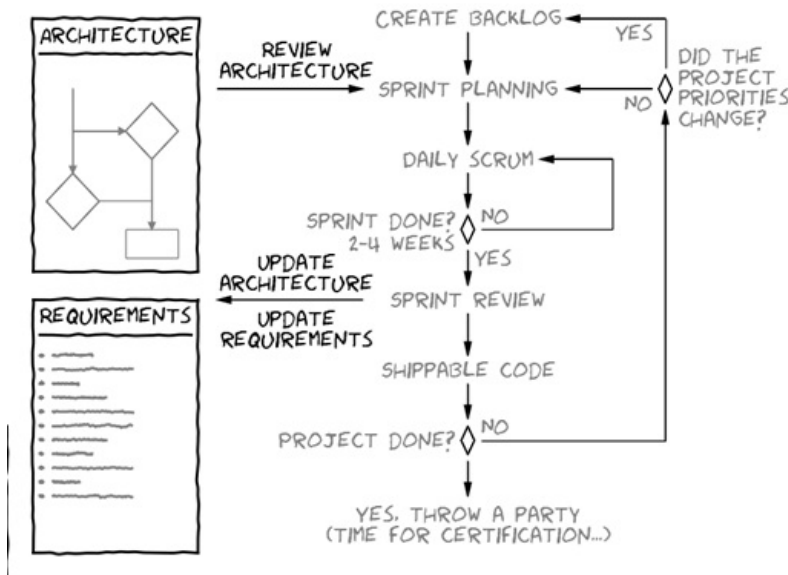 ARCHITECTURE
REVIEW
ARCHITECTURE
CREATE BACKLOG
YES
DID THE
PROJECT
PRIORITIES
CHANGE?
SPRINT PLANNING
NO
DAILY SCRUM
SPRINT DONE?
2-4 WEEKS
NO
YES
UPDATE
ARCHITECTURE
UPDATE
REQUIREMENTS
SPRINT REVIEW
REQUIREMENTS
SHIPPABLE CODE
PROJECT DONE?
NO
YES, THROW A PARTY
(TIME FOR CERTIFICATION...)